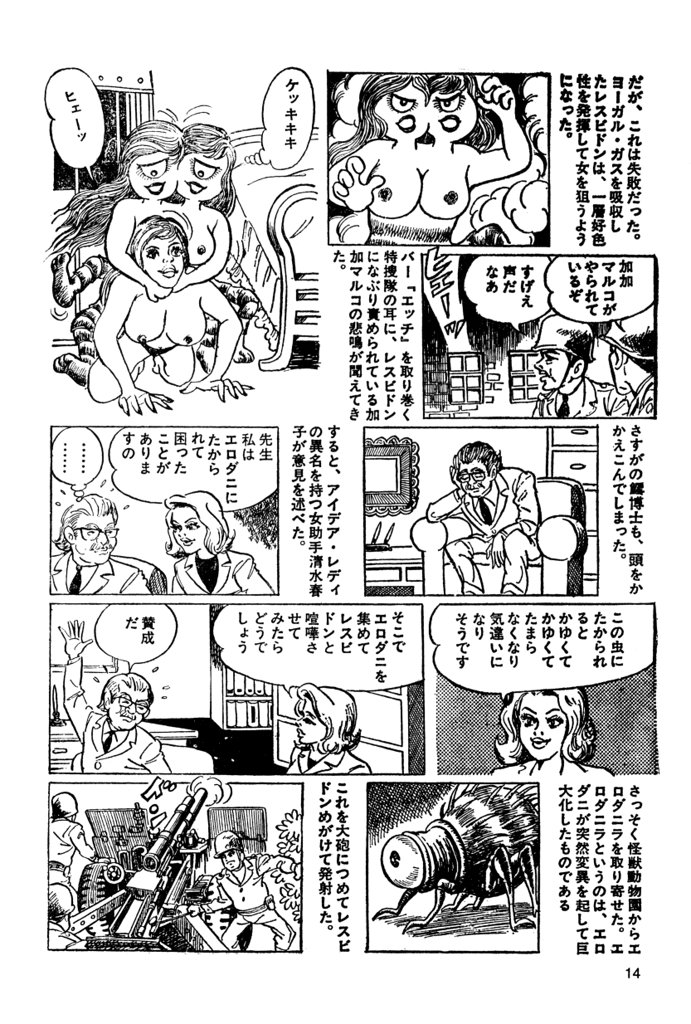 だが、これは失敗だった。
ヨーガル・ガスを吸収し
たレスビドンは、一層好色
性を発揮して女を狙うよう
になった。
ケッキキキ
ヒェーッ
加加
マルコが
やられて
いるぞ
すげえ
声だ
なあ
バー『エッチ』を取り巻く
特捜隊の耳に、レスビドン
になぶり責められている加
加マルコの悲鳴が聞えてき
た。
さすがの鰐博士も、頭をか
かえこんでしまった。
すると、アイデア・レディ
の異名を持つ女助手清水春
子が意見を述べた。
先生
私は
エロダニに
たから
れて
困った
ことが
ありま
すの
………
………
この虫に
たかられ
ると
かゆくて
かゆくて
たまら
なくなり
気違いに
なり
そうです
そこで
エロダニを
集めて
レスビ
ドンと
喧嘩さ
せて
みたら
どうで
しょう
賛成
だ
さっそく怪獣動物園からエ
ロダニラを取り寄せた。エ
ロダニラというのは、エロ
ダニが突然変異を起して巨
大化したものである
これを大砲につめてレスビ
ドンめがけて発射した。
14